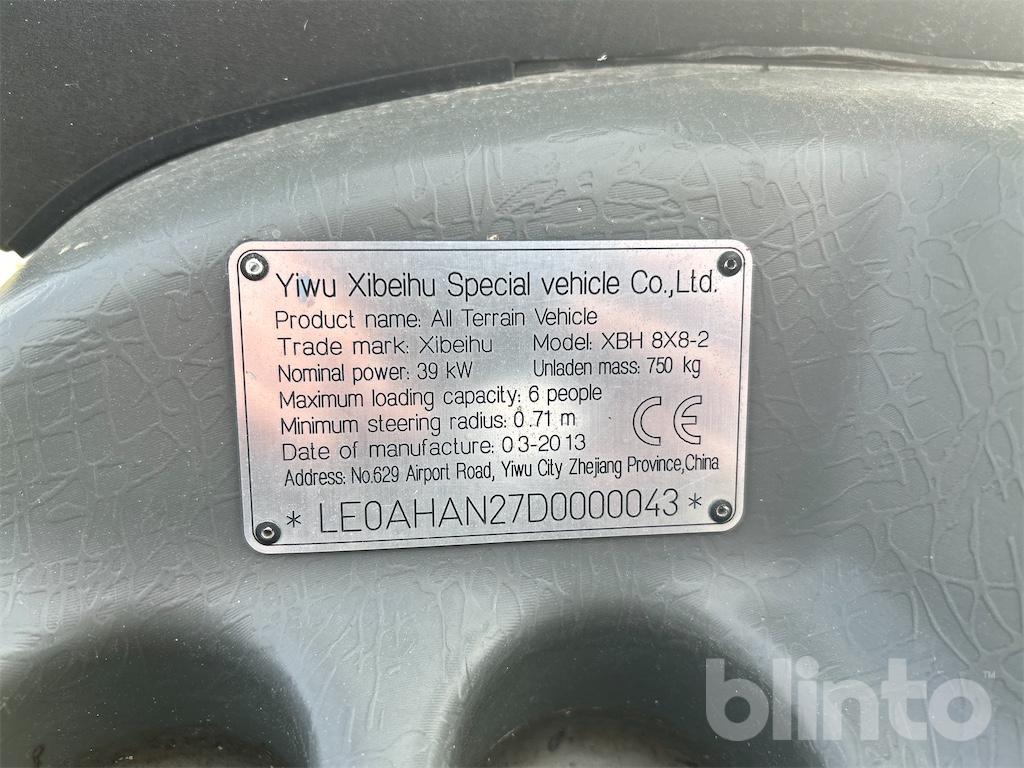 Yiwu Xibeihu Special vehicle Co.,Ltd.
Product name: All Terrain Vehicle
Trade mark: Xibeihu Model: XBH 8X8-2
Nominal power: 39 kW Unladen mass: 750 kg
Maximum loading capacity: 6 people
Minimum steering radius: 0.71 m
Date of manufacture: 03-2013
CE
Address: No.629 Airport Road, Yiwu City Zhejiang Province,China
* LE0AHAN27D0000043 *
blinto™